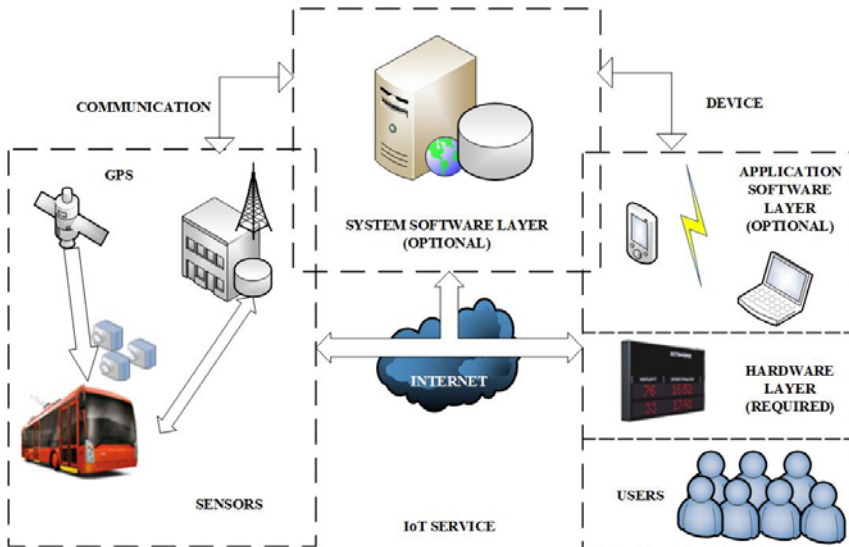 COMMUNICATION
DEVICE
GPS
SYSTEM SOFTWARE LAYER
(OPTIONAL)
APPLICATION
SOFTWARE
LAYER
(OPTIONAL)
INTERNET
HARDWARE
LAYER
(REQUIRED)
SENSORS
IoT SERVICE
USERS